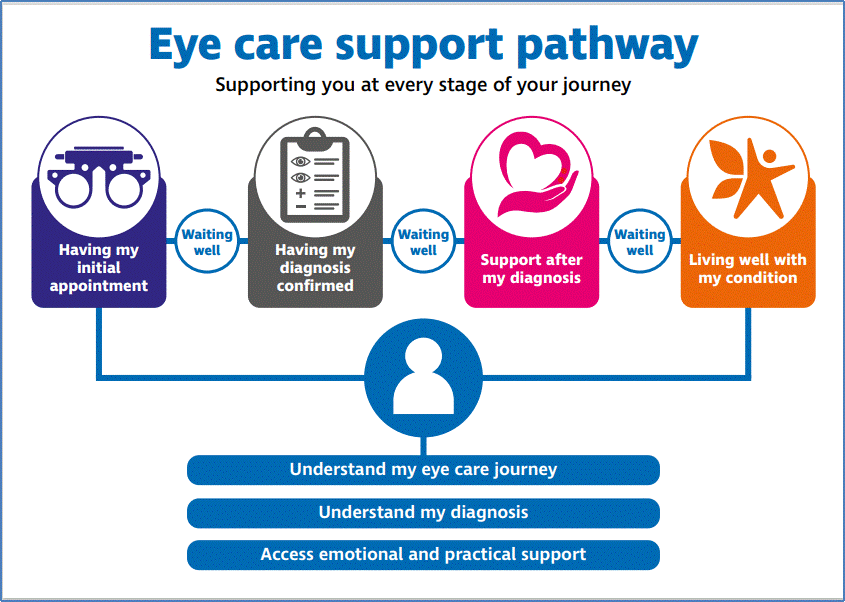 Eye care support pathway
Supporting you at every stage of your journey
Having my
initial
appointment
Waiting
well
Having my
diagnosis
confirmed
Waiting
well
Support after
my diagnosis
Waiting
well
Living well with
my condition
Understand my eye care journey
Understand my diagnosis
Access emotional and practical support